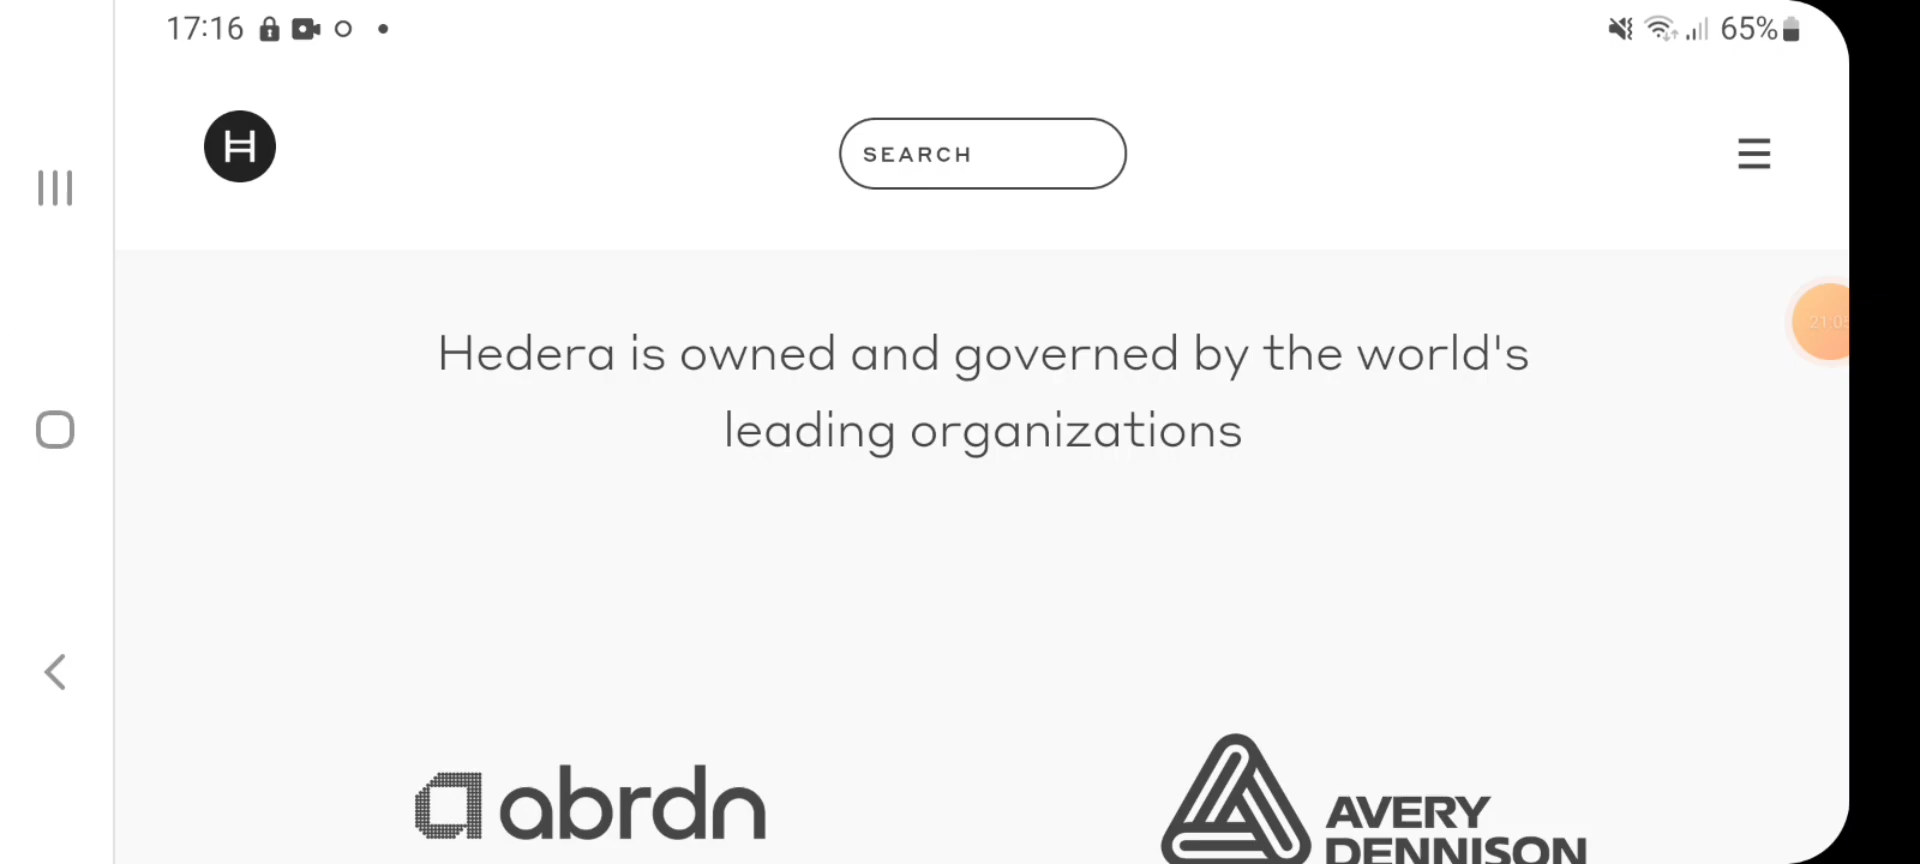 17:16
65%
H
SEARCH
Hedera is owned and governed by the world's
leading organizations
abrdn
AVERY
DENNISON